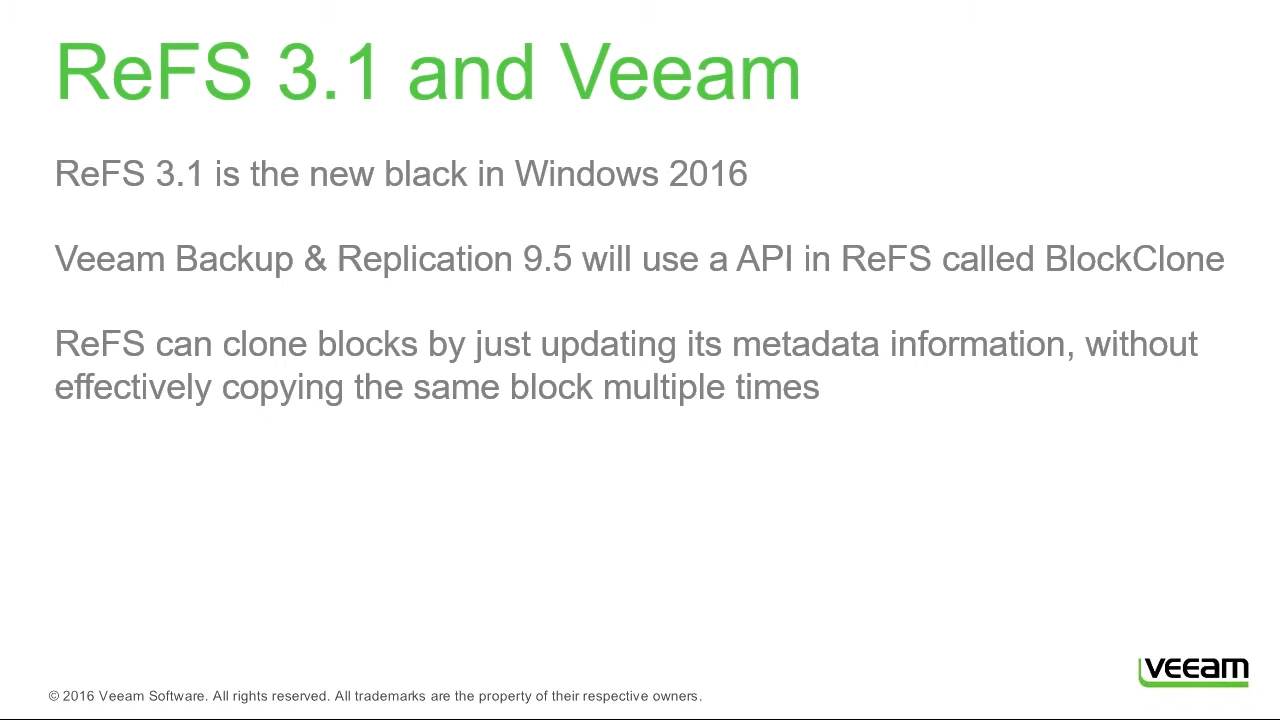 ReFS 3.1 and Veeam
ReFS 3.1 is the new black in Windows 2016
Veeam Backup & Replication 9.5 will use a API in ReFS called BlockClone
ReFS can clone blocks by just updating its metadata information, without
effectively copying the same block multiple times
veeam
© 2016 Veeam Software. All rights reserved. All trademarks are the property of their respective owners.